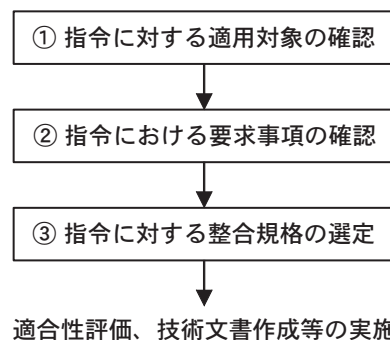 ① 指令に対する適用対象の確認
② 指令における要求事項の確認
③ 指令に対する整合規格の選定
適合性評価、技術文書作成等の実施